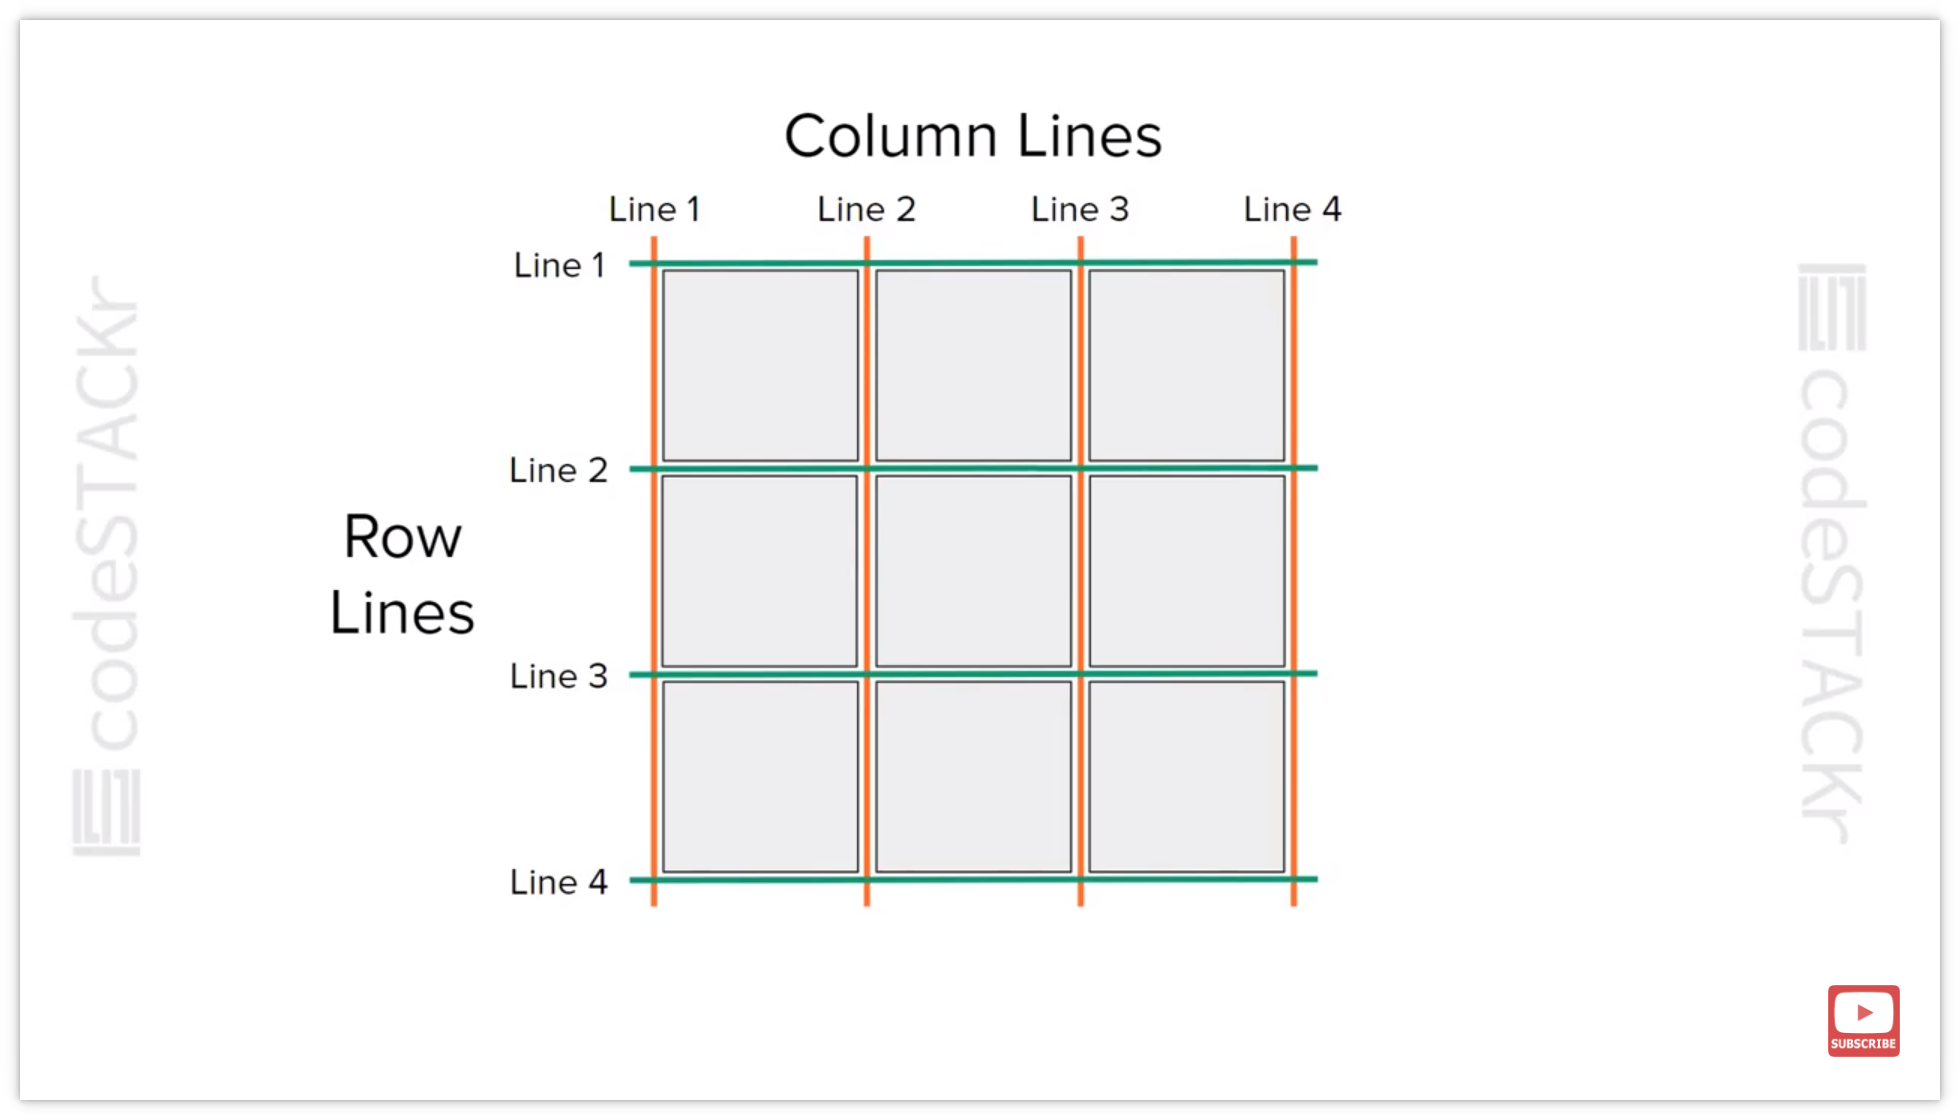 Column Lines
Line 1 Line 2 Line 3 Line 4
Line 1
Line 2
Row
Lines
Line 3
Line 4
codeSTACKr
codeSTACKr
SUBSCRIBE